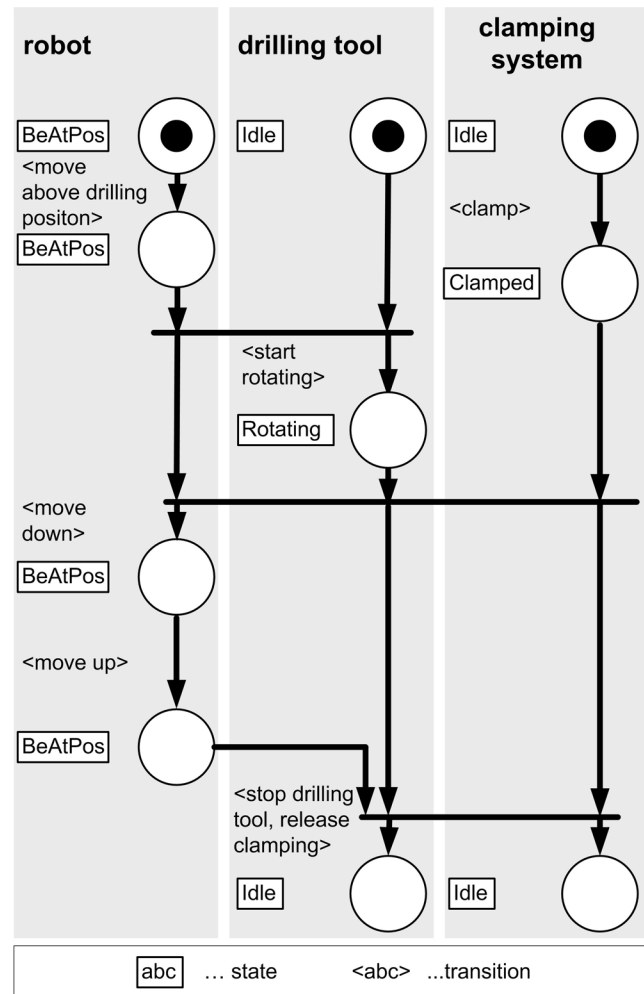 robot
drilling tool
clamping
system
BeAtPos
Idle
Idle
<move
above drilling
positon>
<clamp>
BeAtPos
Clamped
<start
rotating>
Rotating
<move
down>
BeAtPos
<move up>
BeAtPos
<stop drilling
tool, release
clamping>
Idle
Idle
abc … state <abc> ...transition